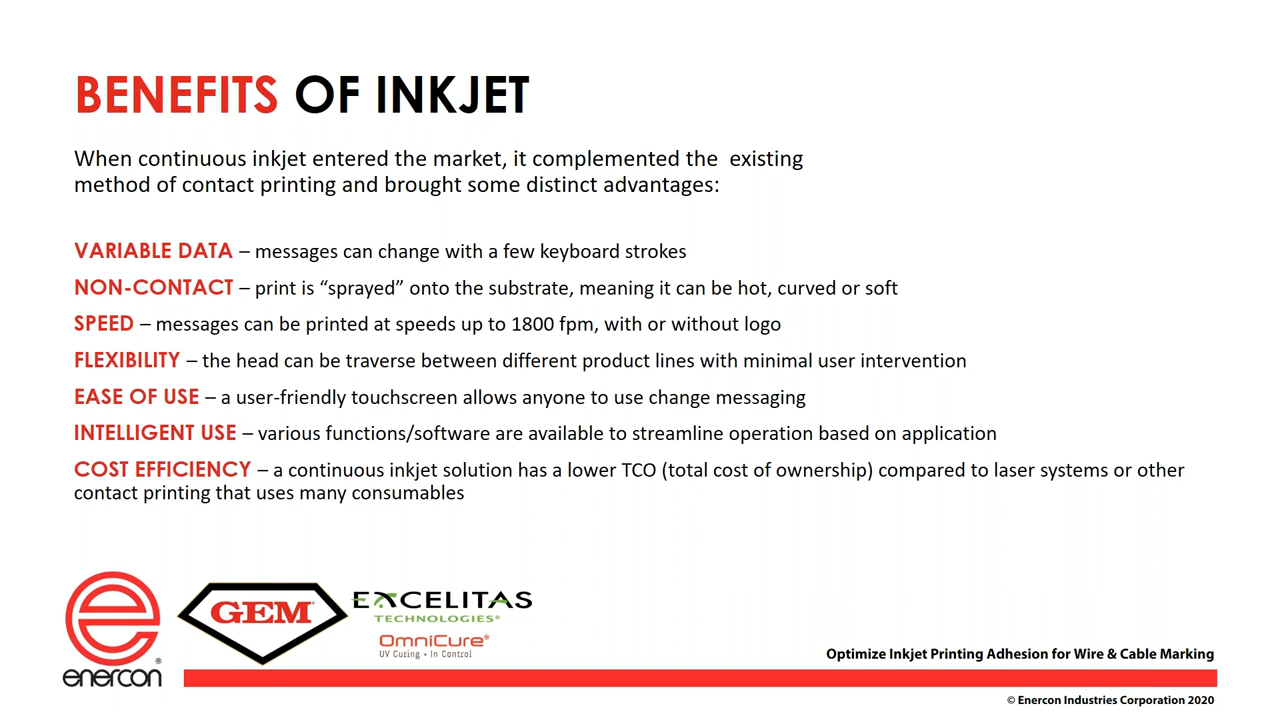 BENEFITS OF INKJET
When continuous inkjet entered the market, it complemented the  existing
method of contact printing and brought some distinct advantages:
VARIABLE DATA – messages can change with a few keyboard strokes
NON-CONTACT – print is “sprayed” onto the substrate, meaning it can be hot, curved or soft
SPEED – messages can be printed at speeds up to 1800 fpm, with or without logo
FLEXIBILITY – the head can be traverse between different product lines with minimal user intervention
EASE OF USE – a user-friendly touchscreen allows anyone to use change messaging
INTELLIGENT USE – various functions/software are available to streamline operation based on application
COST EFFICIENCY – a continuous inkjet solution has a lower TCO (total cost of ownership) compared to laser systems or other
contact printing that uses many consumables
enercon®
GEM®
EXCELITAS
TECHNOLOGIES®
OmniCure®
UV Curing • In Control
Optimize Inkjet Printing Adhesion for Wire & Cable Marking
© Enercon Industries Corporation 2020